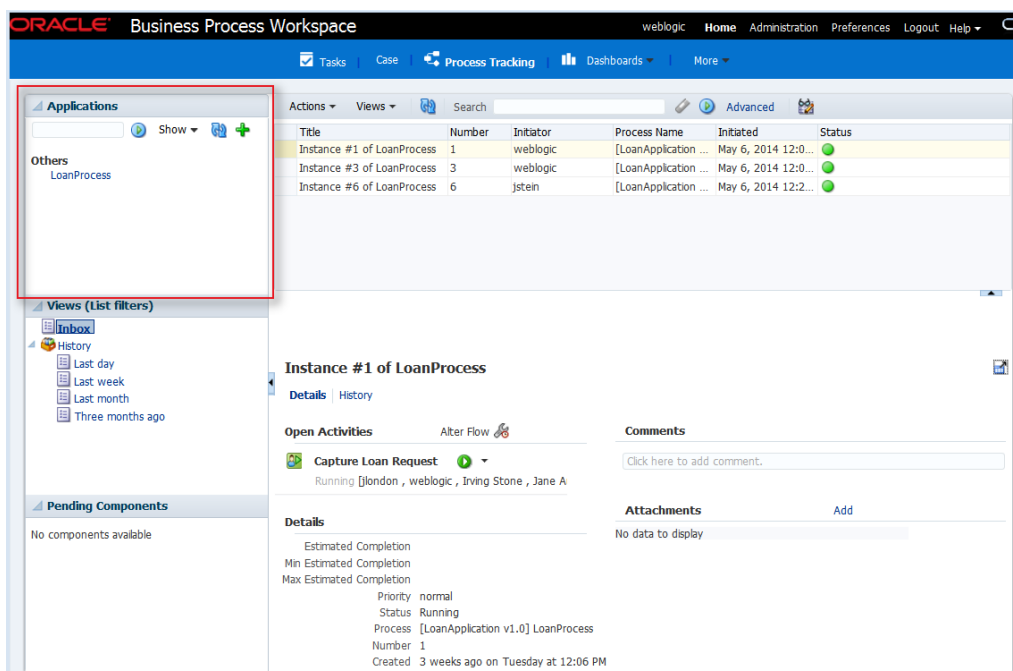 ORACLE Business Process Workspace
weblogic Home Administration Preferences Logout Help
Tasks Case Process Tracking Dashboards More
Applications
Show
Others
LoanProcess
Actions Views Search Advanced
Title Number Initiator Process Name Initiated Status
Instance #1 of LoanProcess 1 weblogic [LoanApplication ... May 6, 2014 12:0...
Instance #3 of LoanProcess 3 weblogic [LoanApplication ... May 6, 2014 12:0...
Instance #6 of LoanProcess 6 jstein [LoanApplication ... May 6, 2014 12:2...
Views (List filters)
Inbox
History
Last day
Last week
Last month
Three months ago
Pending Components
No components available
Instance #1 of LoanProcess
Details History
Open Activities Alter Flow
Capture Loan Request
Running [jlondon , weblogic , Irving Stone , Jane
Details
Estimated Completion
Min Estimated Completion
Max Estimated Completion
Priority normal
Status Running
Process [LoanApplication v1.0] LoanProcess
Number 1
Created 3 weeks ago on Tuesday at 12:06 PM
Comments
Click here to add comment.
Attachments Add
No data to display